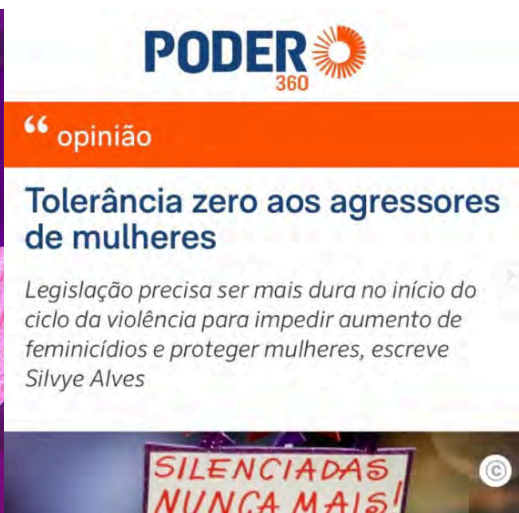 PODER
360
“ opinião
Tolerância zero aos agressores
de mulheres
Legislação precisa ser mais dura no início do
ciclo da violência para impedir aumento de
feminicídios e proteger mulheres, escreve
Silvye Alves
SILENCIADAS
NUNCA MAIS!
©